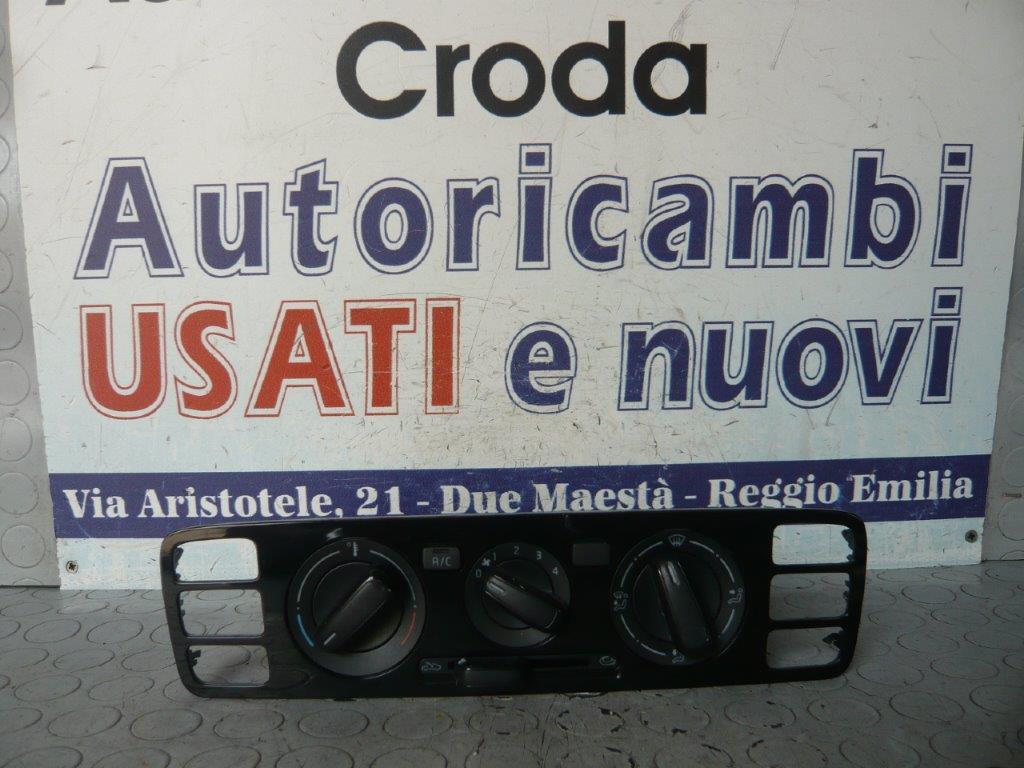 Croda
Autoricambi
USATI e nuovi
Via Aristotele, 21 - Due Maestà - Reggio Emilia
A/C
0 1 2 3 4